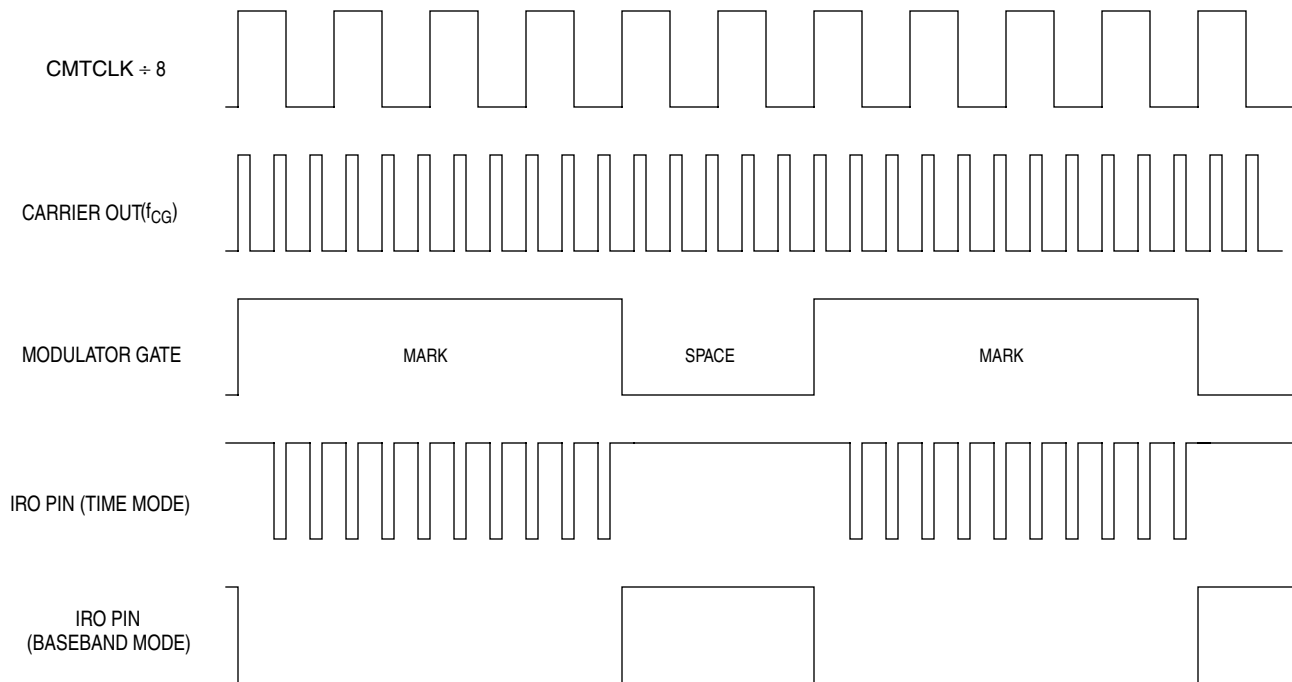 CMTCLK ÷ 8
CARRIER OUT(fCG)
MODULATOR GATE
MARK
SPACE
MARK
IRO PIN (TIME MODE)
IRO PIN
(BASEBAND MODE)